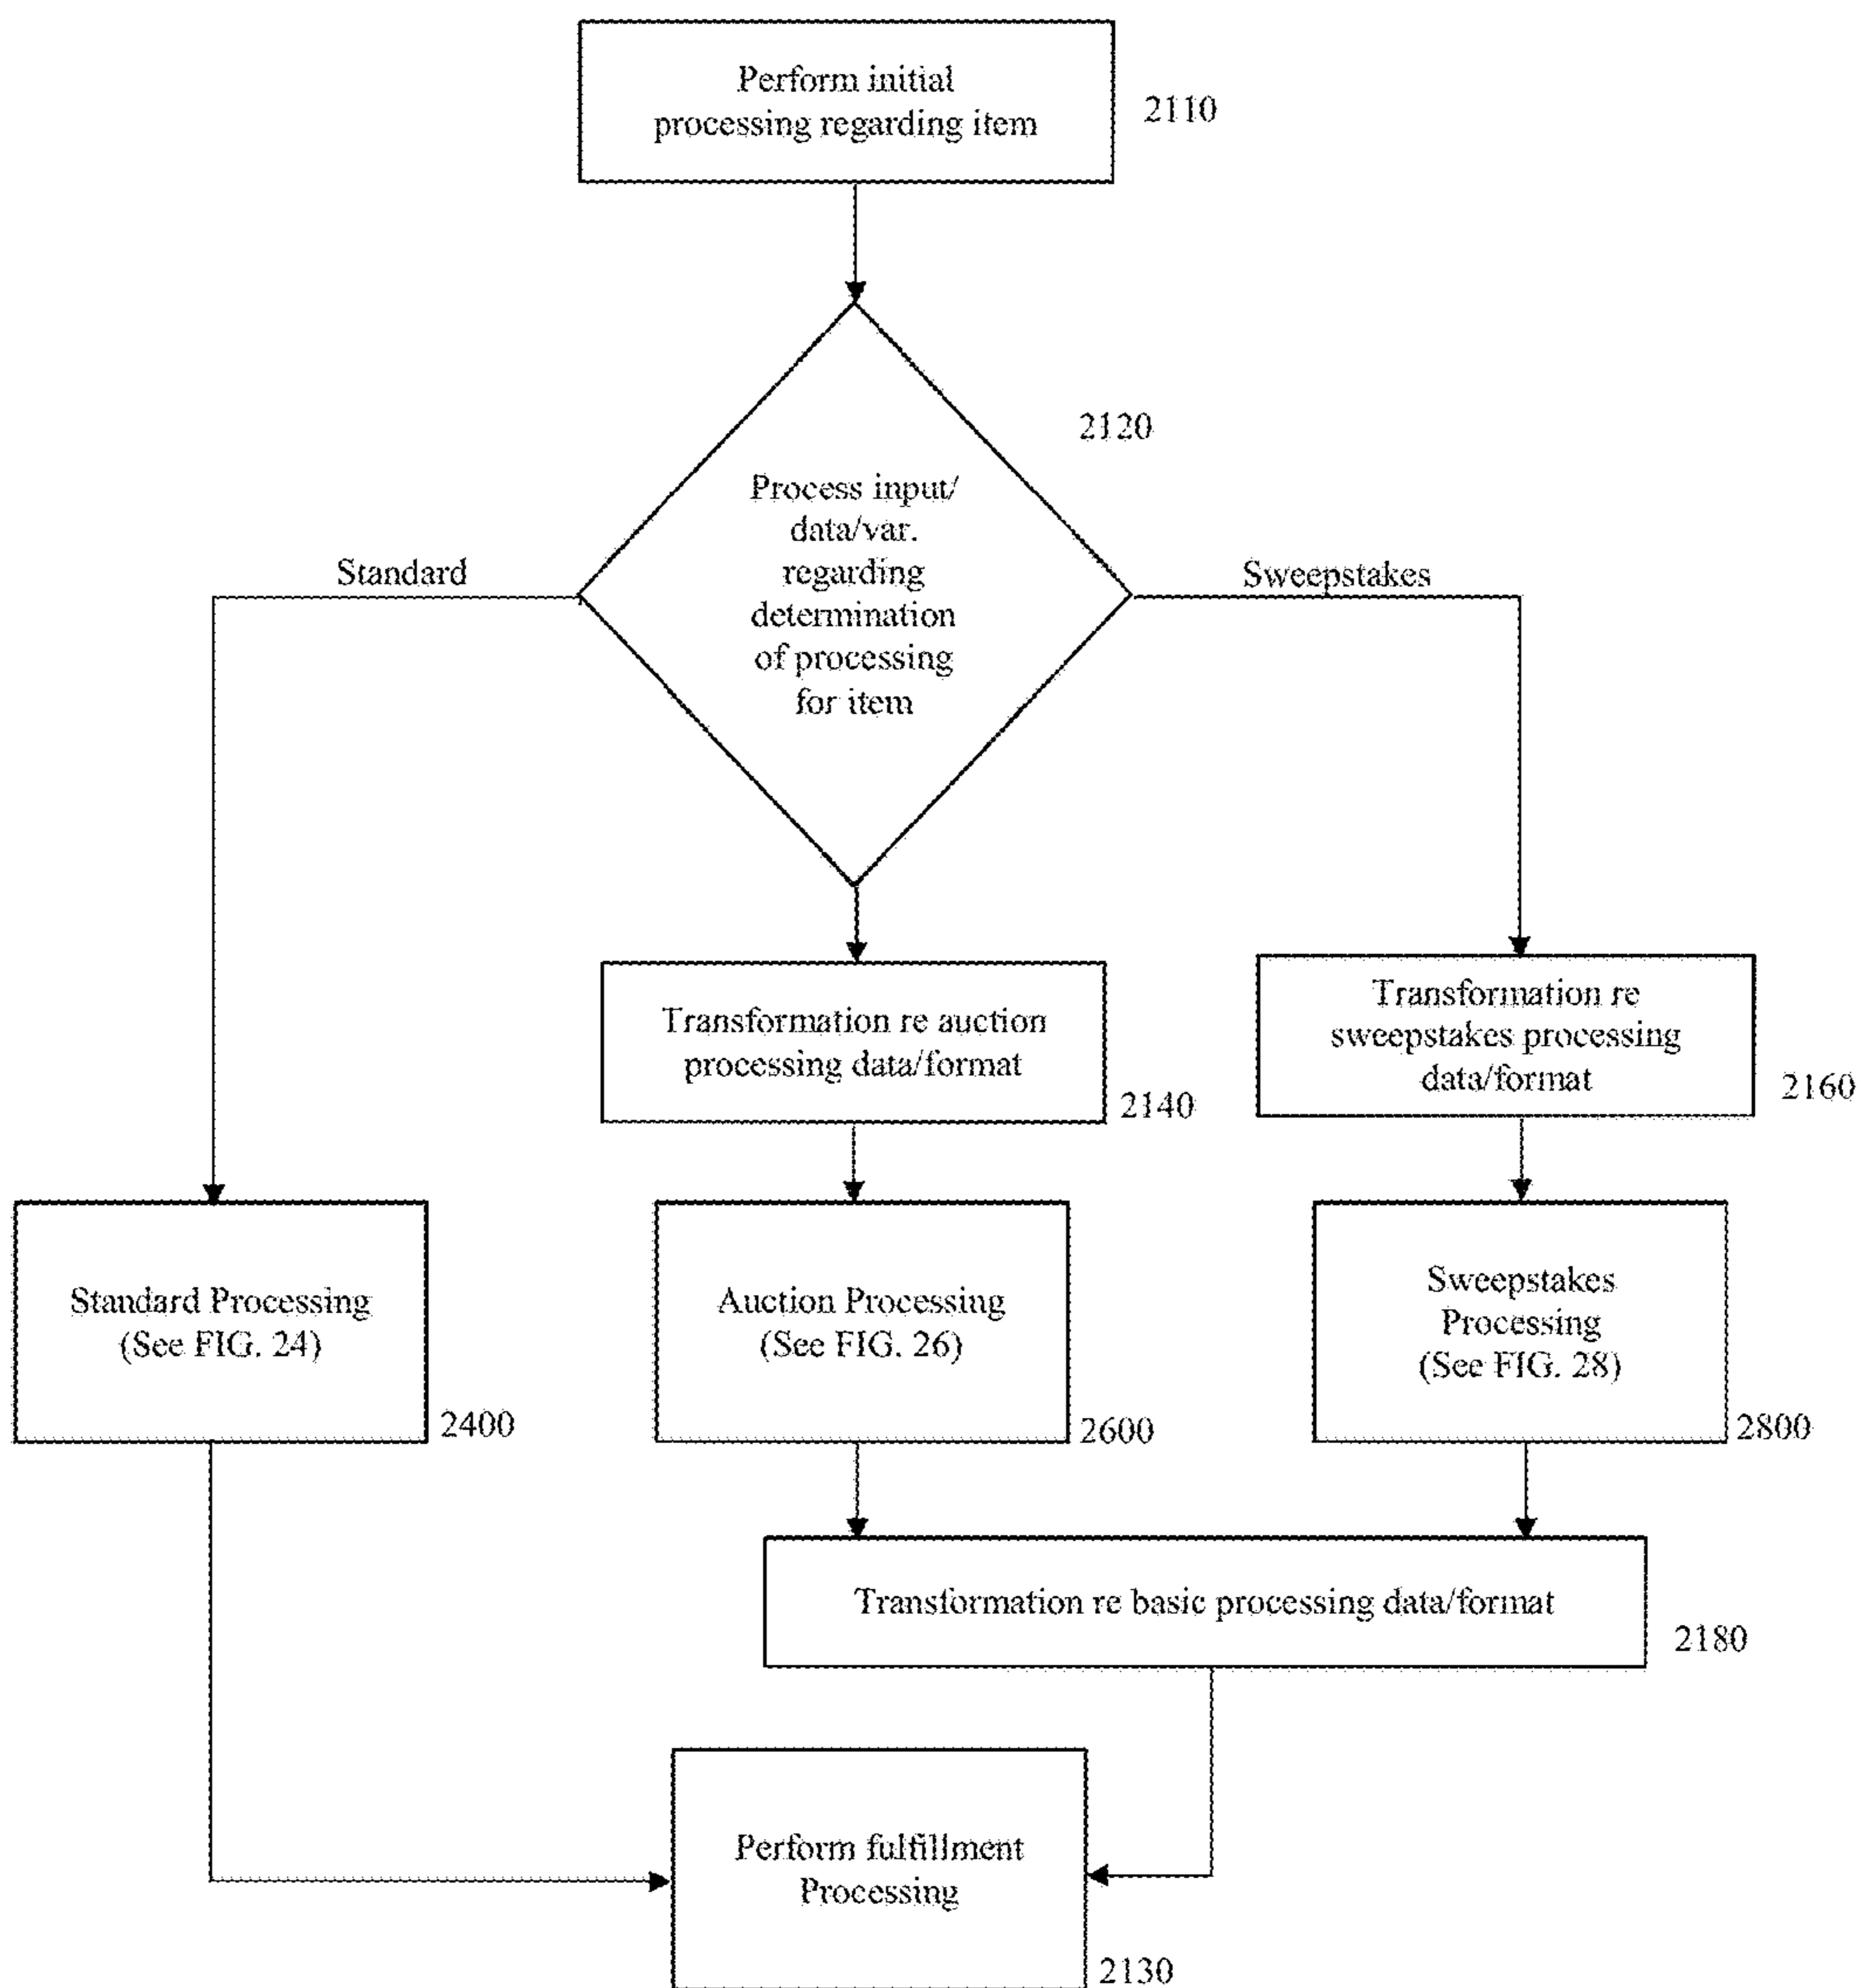 Perform initial
processing regarding item
2110
2120
Process input/
data/var.
regarding
determination
of processing
for item
Standard
Sweepstakes
Transformation re auction
processing data/format
2140
Transformation re
sweepstakes processing
data/format
2160
Standard Processing
(See FIG. 24)
2400
Auction Processing
(See FIG. 26)
2600
Sweepstakes
Processing
(See FIG. 28)
2800
Transformation re basic processing data/format
2180
Perform fulfillment
Processing
2130